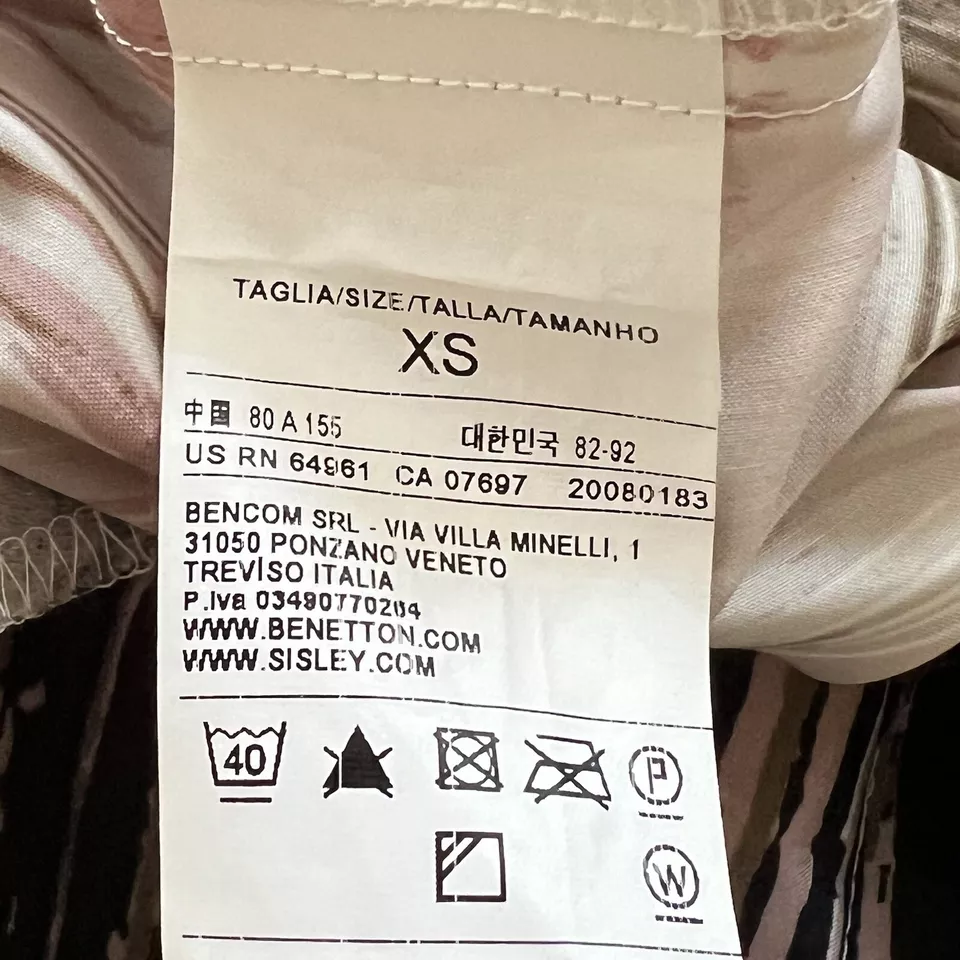 TAGLIA/SIZE/TALLA/TAMANHO
XS
中国 80 A 155 대한민국 82-92
US RN 64961 CA 07697 20080183
BENCOM SRL - VIA VILLA MINELLI, 1
31050 PONZANO VENETO
TREVISO ITALIA
P.Iva 03490770264
WWW.BENETTON.COM
WWW.SISLEY.COM
40 P
W